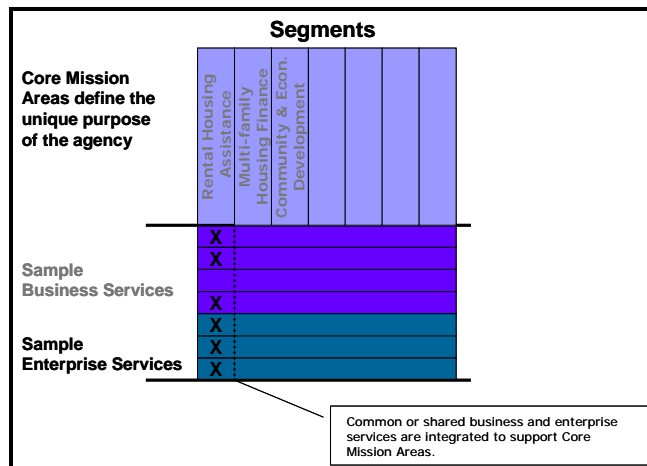 Segments
Core Mission
Areas define the
unique purpose
of the agency
Rental Housing
Assistance
Multi-family
Housing Finance
Community & Econ.
Development
X
X
Sample
Business Services
X
X
Sample
Enterprise Services
X
X
Common or shared business and enterprise
services are integrated to support Core
Mission Areas.